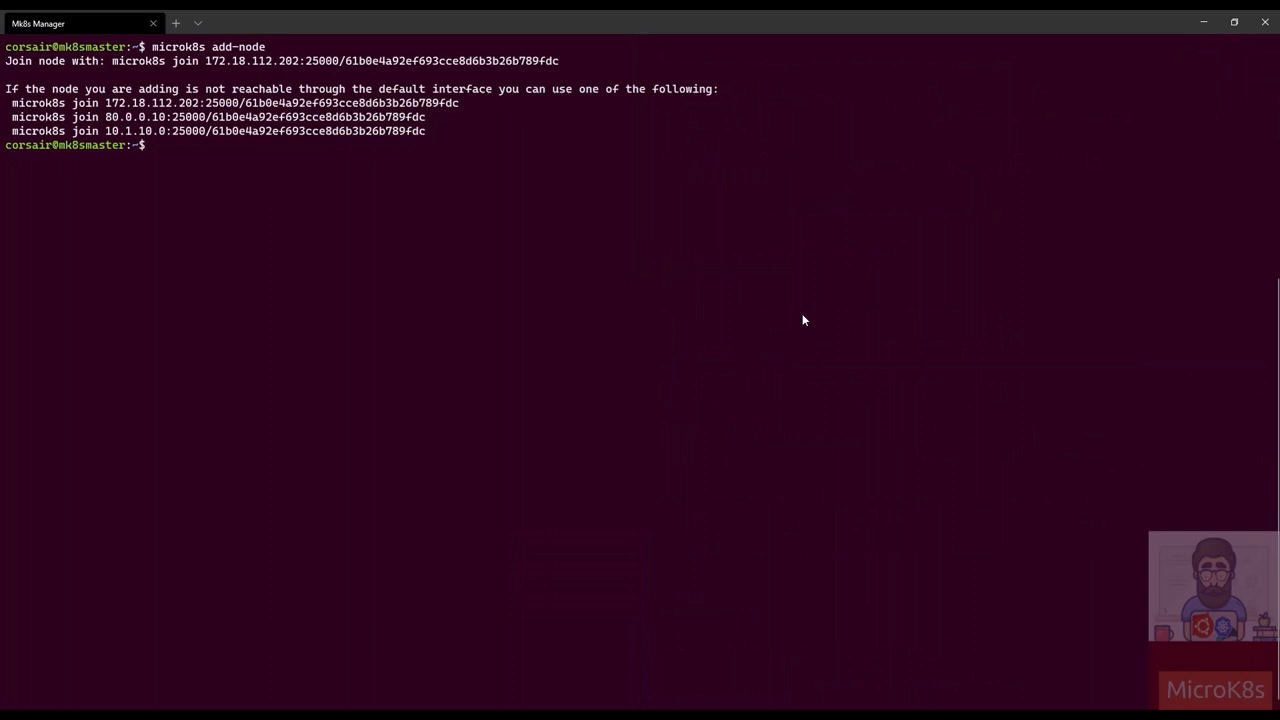 Mk8s Manager
corsair@mk8smaster:~$ microk8s add-node
Join node with: microk8s join 172.18.112.202:25000/61b0e4a92ef693cce8d6b3b26b789fdc
If the node you are adding is not reachable through the default interface you can use one of the following:
microk8s join 172.18.112.202:25000/61b0e4a92ef693cce8d6b3b26b789fdc
microk8s join 80.0.0.10:25000/61b0e4a92ef693cce8d6b3b26b789fdc
microk8s join 10.1.10.0:25000/61b0e4a92ef693cce8d6b3b26b789fdc
corsair@mk8smaster:~$
MicroK8s